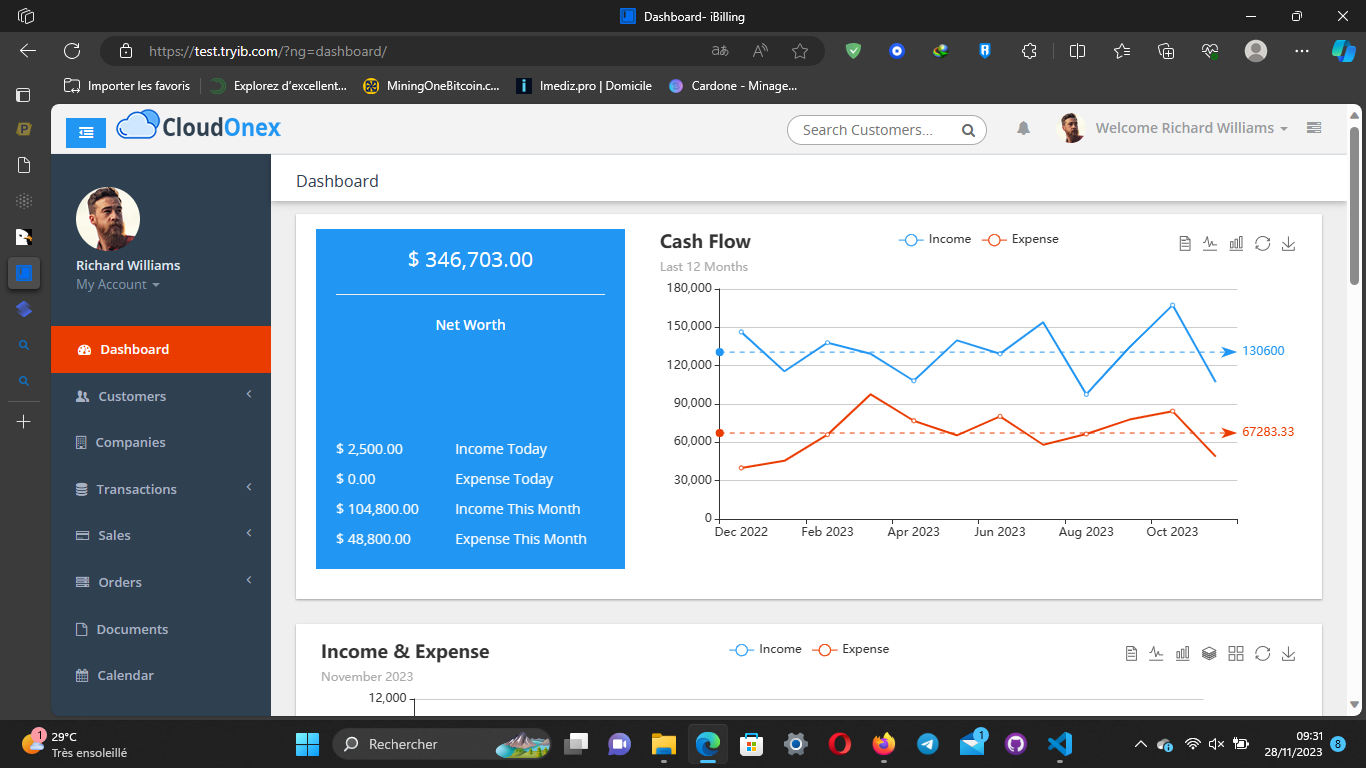 Dashboard- iBilling
https://test.tryib.com/?ng=dashboard/
Importer les favoris
Explorez d'excellent...
MiningOneBitcoin.c...
Imediz.pro | Domicile
Cardone - Minage...
CloudOnex
Search Customers...
Welcome Richard Williams
Richard Williams
My Account
Dashboard
Customers
Companies
Transactions
Sales
Orders
Documents
Calendar
Dashboard
$ 346,703.00
Net Worth
$ 2,500.00 Income Today
$ 0.00 Expense Today
$ 104,800.00 Income This Month
$ 48,800.00 Expense This Month
Cash Flow
Last 12 Months
Income Expense
180,000
150,000
130600
120,000
90,000
67283.33
60,000
30,000
0
Dec 2022 Feb 2023 Apr 2023 Jun 2023 Aug 2023 Oct 2023
Income & Expense
November 2023
Income Expense
12,000
1
29°C
Très ensoleillé
Rechercher
1
09:31
28/11/2023
8